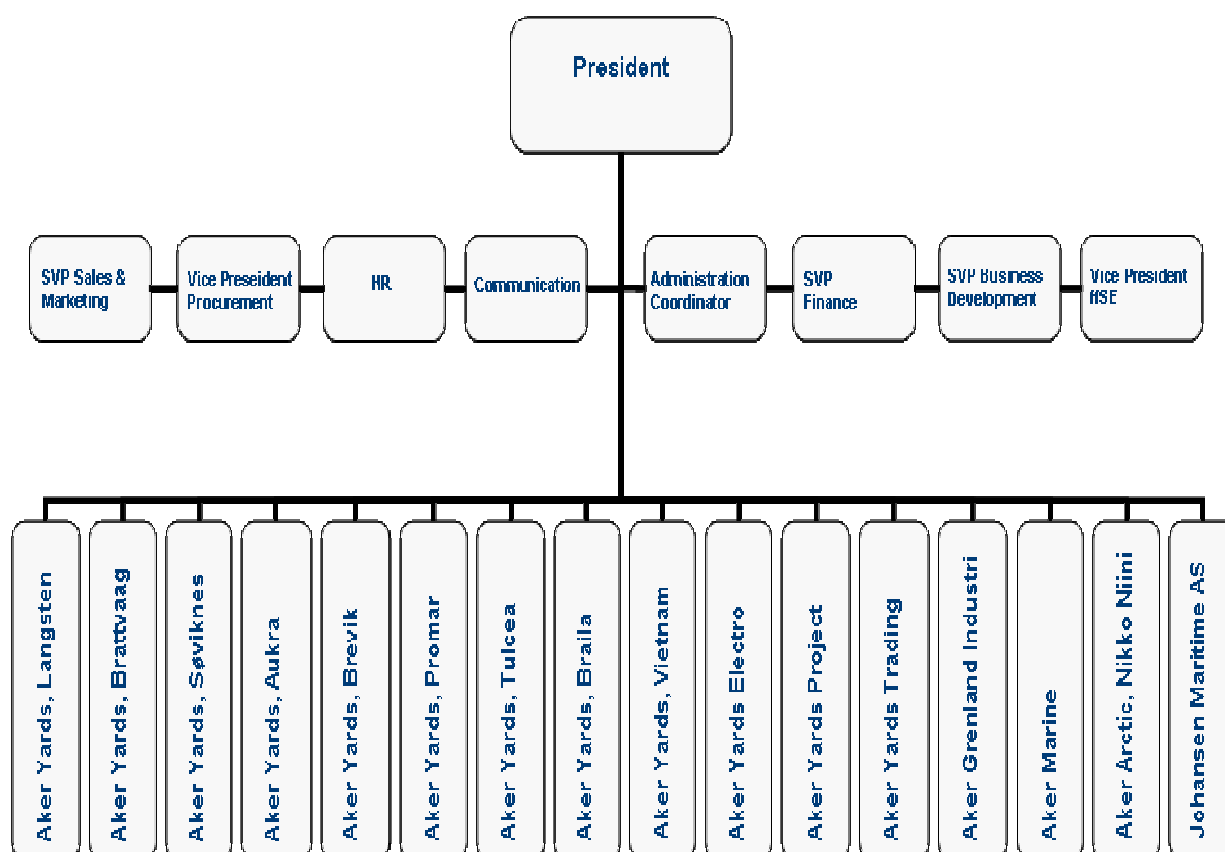 President
SVP Sales &
Marketing
Vice Preseident
Procurement
HR
Communication
Administration
Coordinator
SVP
Finance
SVP Business
Development
Vice President
HSE
Aker Yards, Langsten
Aker Yards, Brattvaag
Aker Yards, Søviknes
Aker Yards, Aukra
Aker Yards, Brevik
Aker Yards, Promar
Aker Yards, Tulcea
Aker Yards, Braila
Aker Yards, Vietnam
Aker Yards Electro
Aker Yards Project
Aker Yards Trading
Aker Grenland Industri
Aker Marine
Aker Arctic, Nikko Niini
Johansen Maritime AS